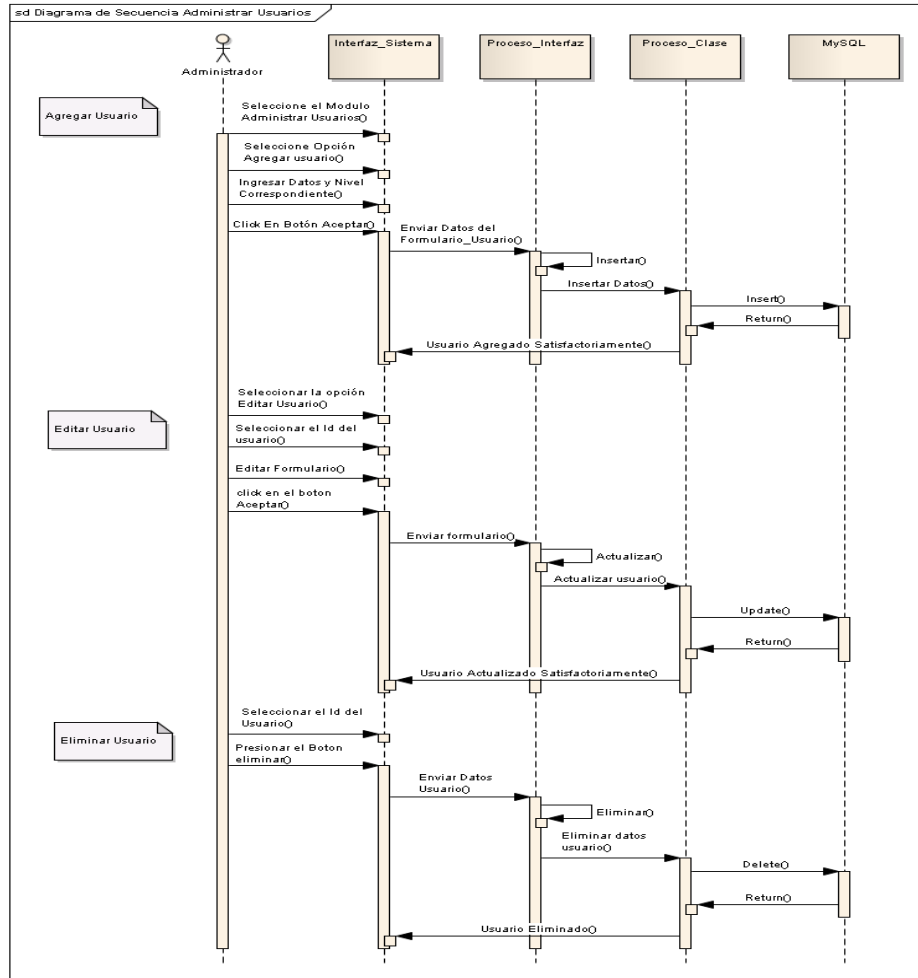 sd Diagrama de Secuencia Administrar Usuarios
Administrador
Interfaz_Sistema
Proceso_Interfaz
Proceso_Clase
MySQL
Agregar Usuario
Seleccione el Modulo
Administrar Usuarios()
Seleccione Opción
Agregar usuario()
Ingresar Datos y Nivel
Correspondiente()
Click En Botón Aceptar()
Enviar Datos del
Formulario_Usuario()
Insertar()
Insertar Datos()
Insert()
Return()
Usuario Agregado Satisfactoriamente()
Editar Usuario
Seleccionar la opción
Editar Usuario()
Seleccionar el Id del
usuario()
Editar Formulario()
click en el boton
Aceptar()
Enviar formulario()
Actualizar()
Actualizar usuario()
Update()
Return()
Usuario Actualizado Satisfactoriamente()
Eliminar Usuario
Seleccionar el Id del
Usuario()
Presionar el Boton
eliminar()
Enviar Datos
Usuario()
Eliminar()
Eliminar datos
usuario()
Delete()
Return()
Usuario Eliminado()